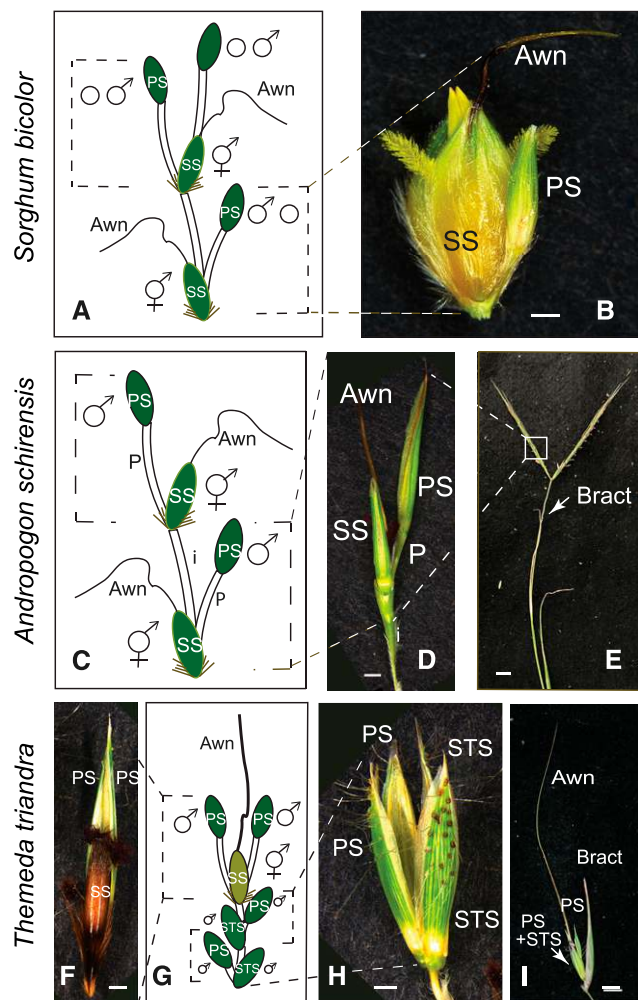 Sorghum bicolor
PS
Awn
SS
PS
Awn
SS
A
Awn
PS
SS
B
Andropogon schirensis
PS
P
Awn
SS
i
PS
P
Awn
SS
C
Awn
PS
SS
P
i
D
Bract
E
Themeda triandra
PS
PS
SS
F
Awn
PS
PS
SS
PS
STS
PS
STS
G
PS
STS
PS
STS
H
Awn
Bract
PS
PS
+STS
I